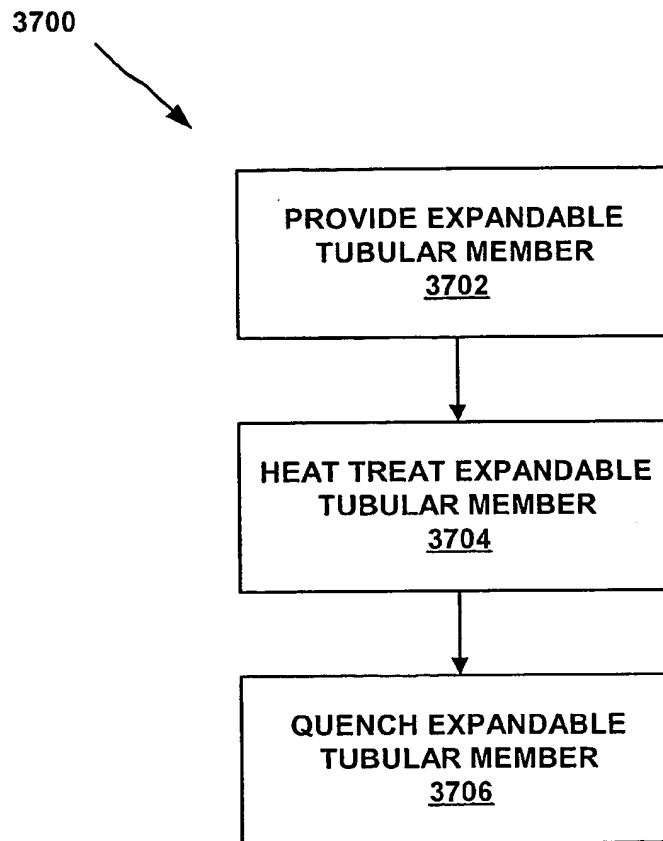 3700
PROVIDE EXPANDABLE
TUBULAR MEMBER
3702
HEAT TREAT EXPANDABLE
TUBULAR MEMBER
3704
QUENCH EXPANDABLE
TUBULAR MEMBER
3706